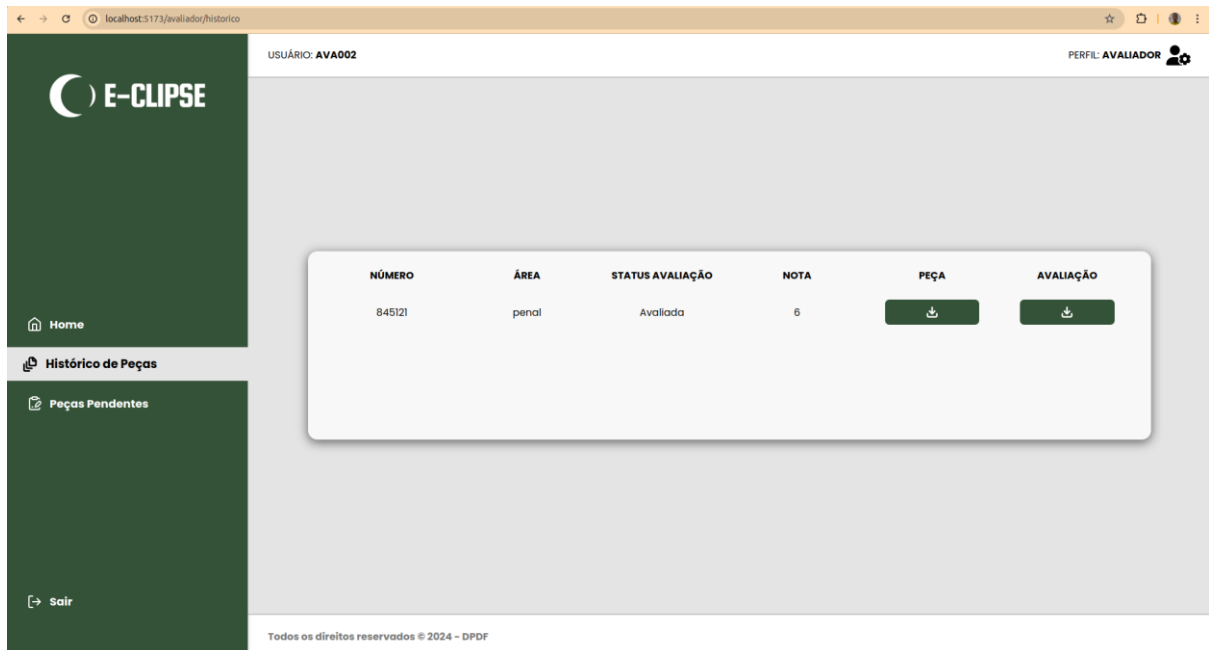 localhost:5173/avaliador/historico
USUÁRIO: AVA002
PERFIL: AVALIADOR
E-CLIPSE
Home
Histórico de Peças
Peças Pendentes
Sair
NÚMERO ÁREA STATUS AVALIAÇÃO NOTA PEÇA AVALIAÇÃO
845121 penal Avaliada 6
Todos os direitos reservados © 2024 - DPDF